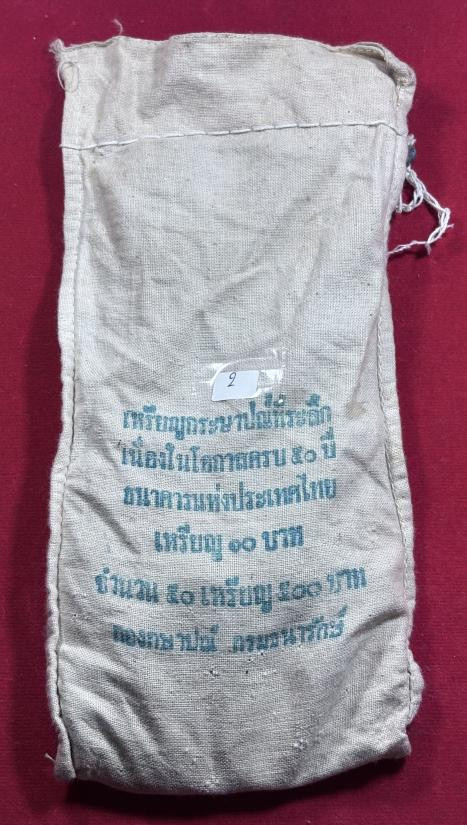 2
เหรียญกระษาปณ์ที่ระลึก
เนื่องในโอกาสครบ ๕๐ ปี
ธนาคารแห่งประเทศไทย
เหรียญ ๑๐ บาท
จำนวน ๕๐ เหรียญ ๕๐๐ บาท
กองกษาปณ์ กรมธนารักษ์